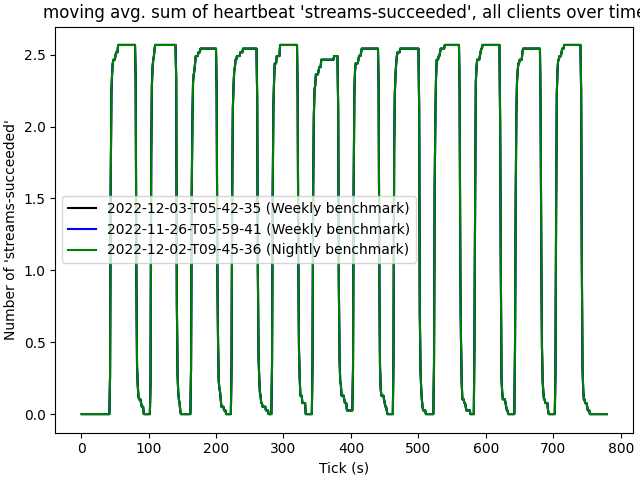 moving avg. sum of heartbeat 'streams-succeeded', all clients over time
Number of 'streams-succeeded'
2.5
2.0
1.5
1.0
0.5
0.0
2022-12-03-T05-42-35 (Weekly benchmark)
2022-11-26-T05-59-41 (Weekly benchmark)
2022-12-02-T09-45-36 (Nightly benchmark)
0 100 200 300 400 500 600 700 800
Tick (s)